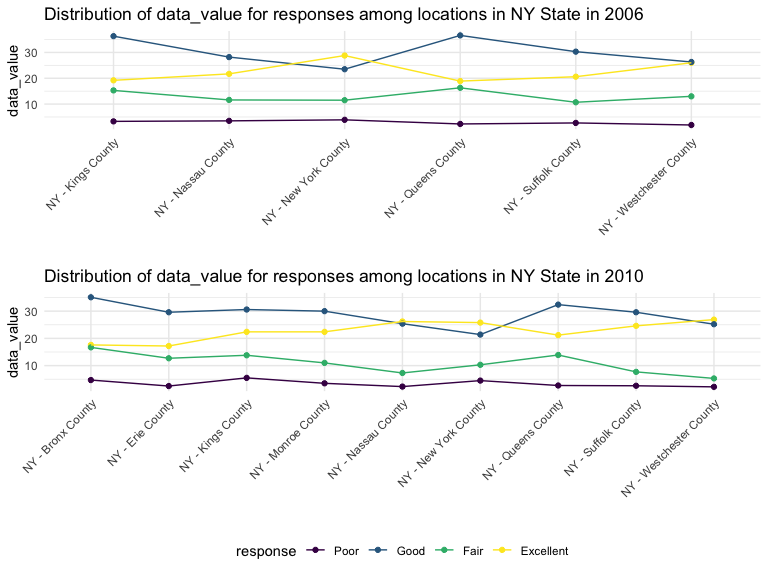 Distribution of data_value for responses among locations in NY State in 2006
data_value
30
20
10
NY - Kings County
NY - Nassau County
NY - New York County
NY - Queens County
NY - Suffolk County
NY - Westchester County
Distribution of data_value for responses among locations in NY State in 2010
data_value
30
20
10
NY - Bronx County
NY - Erie County
NY - Kings County
NY - Monroe County
NY - Nassau County
NY - New York County
NY - Queens County
NY - Suffolk County
NY - Westchester County
response Poor Good Fair Excellent